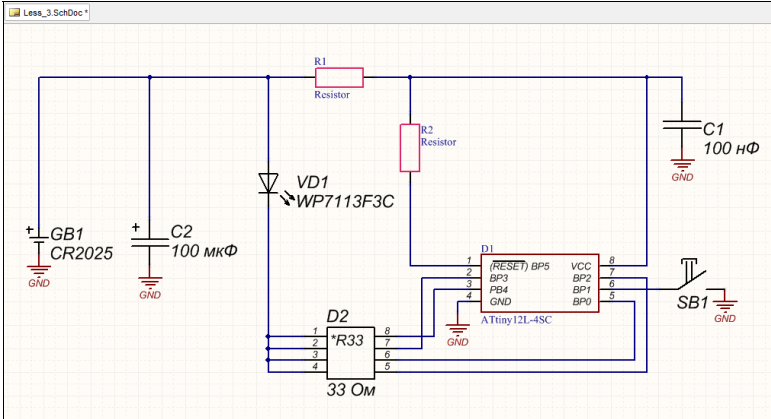 Less_3.SchDoc *
R1
Resistor
R2
Resistor
C1
100 нФ
GND
VD1
WP7113F3C
+
GB1
CR2025
GND
+
C2
100 мкФ
GND
D1
1 (RESET) BP5 VCC 8
2 BP3 BP2 7
3 PB4 BP1 6
4 GND BP0 5
ATtiny12L-4SC
GND
SB1
GND
D2
1 *R33 8
2 7
3 6
4 5
33 Ом